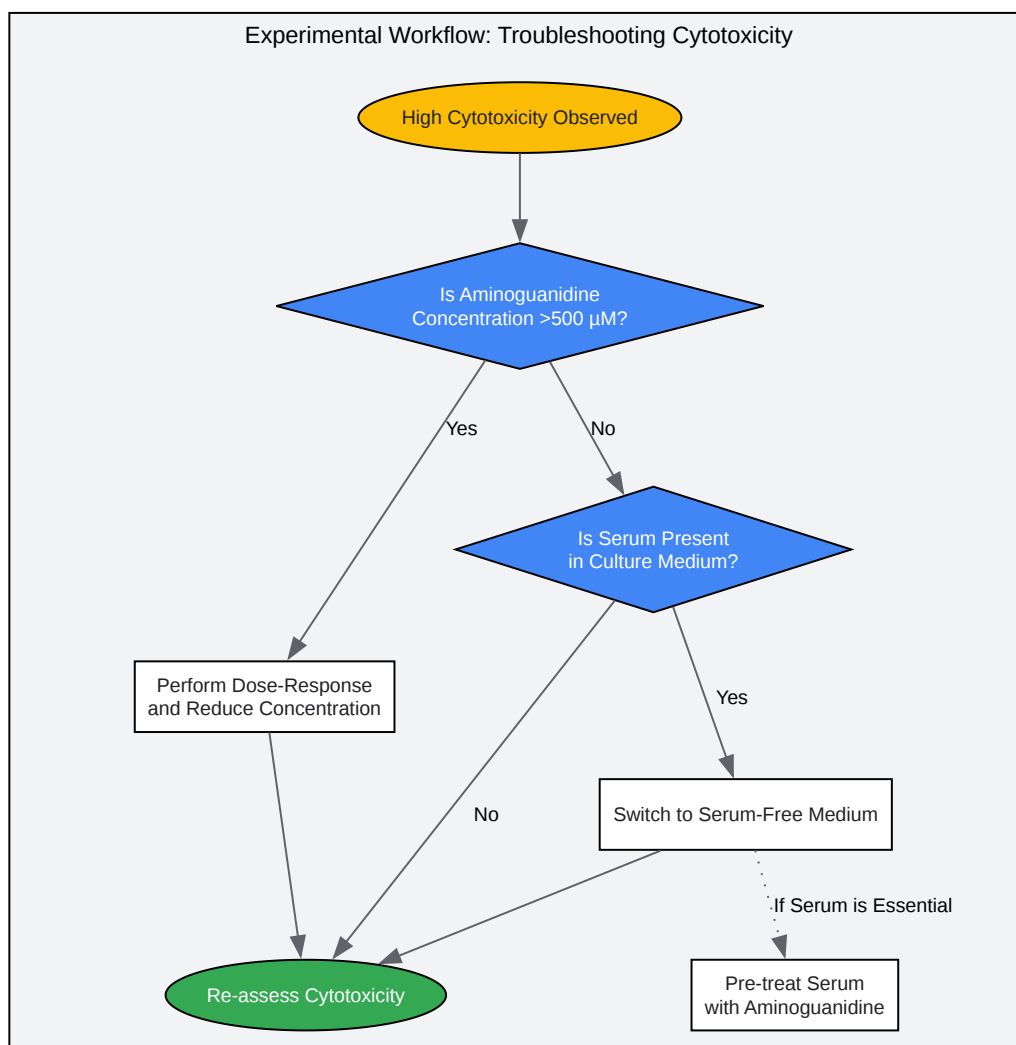 Experimental Workflow: Troubleshooting Cytotoxicity
High Cytotoxicity Observed
Is Aminoguanidine
Concentration >500 µM?
Yes
No
Is Serum Present
in Culture Medium?
Perform Dose-Response
and Reduce Concentration
Yes
Switch to Serum-Free Medium
No
If Serum is Essential
Re-assess Cytotoxicity
Pre-treat Serum
with Aminoguanidine